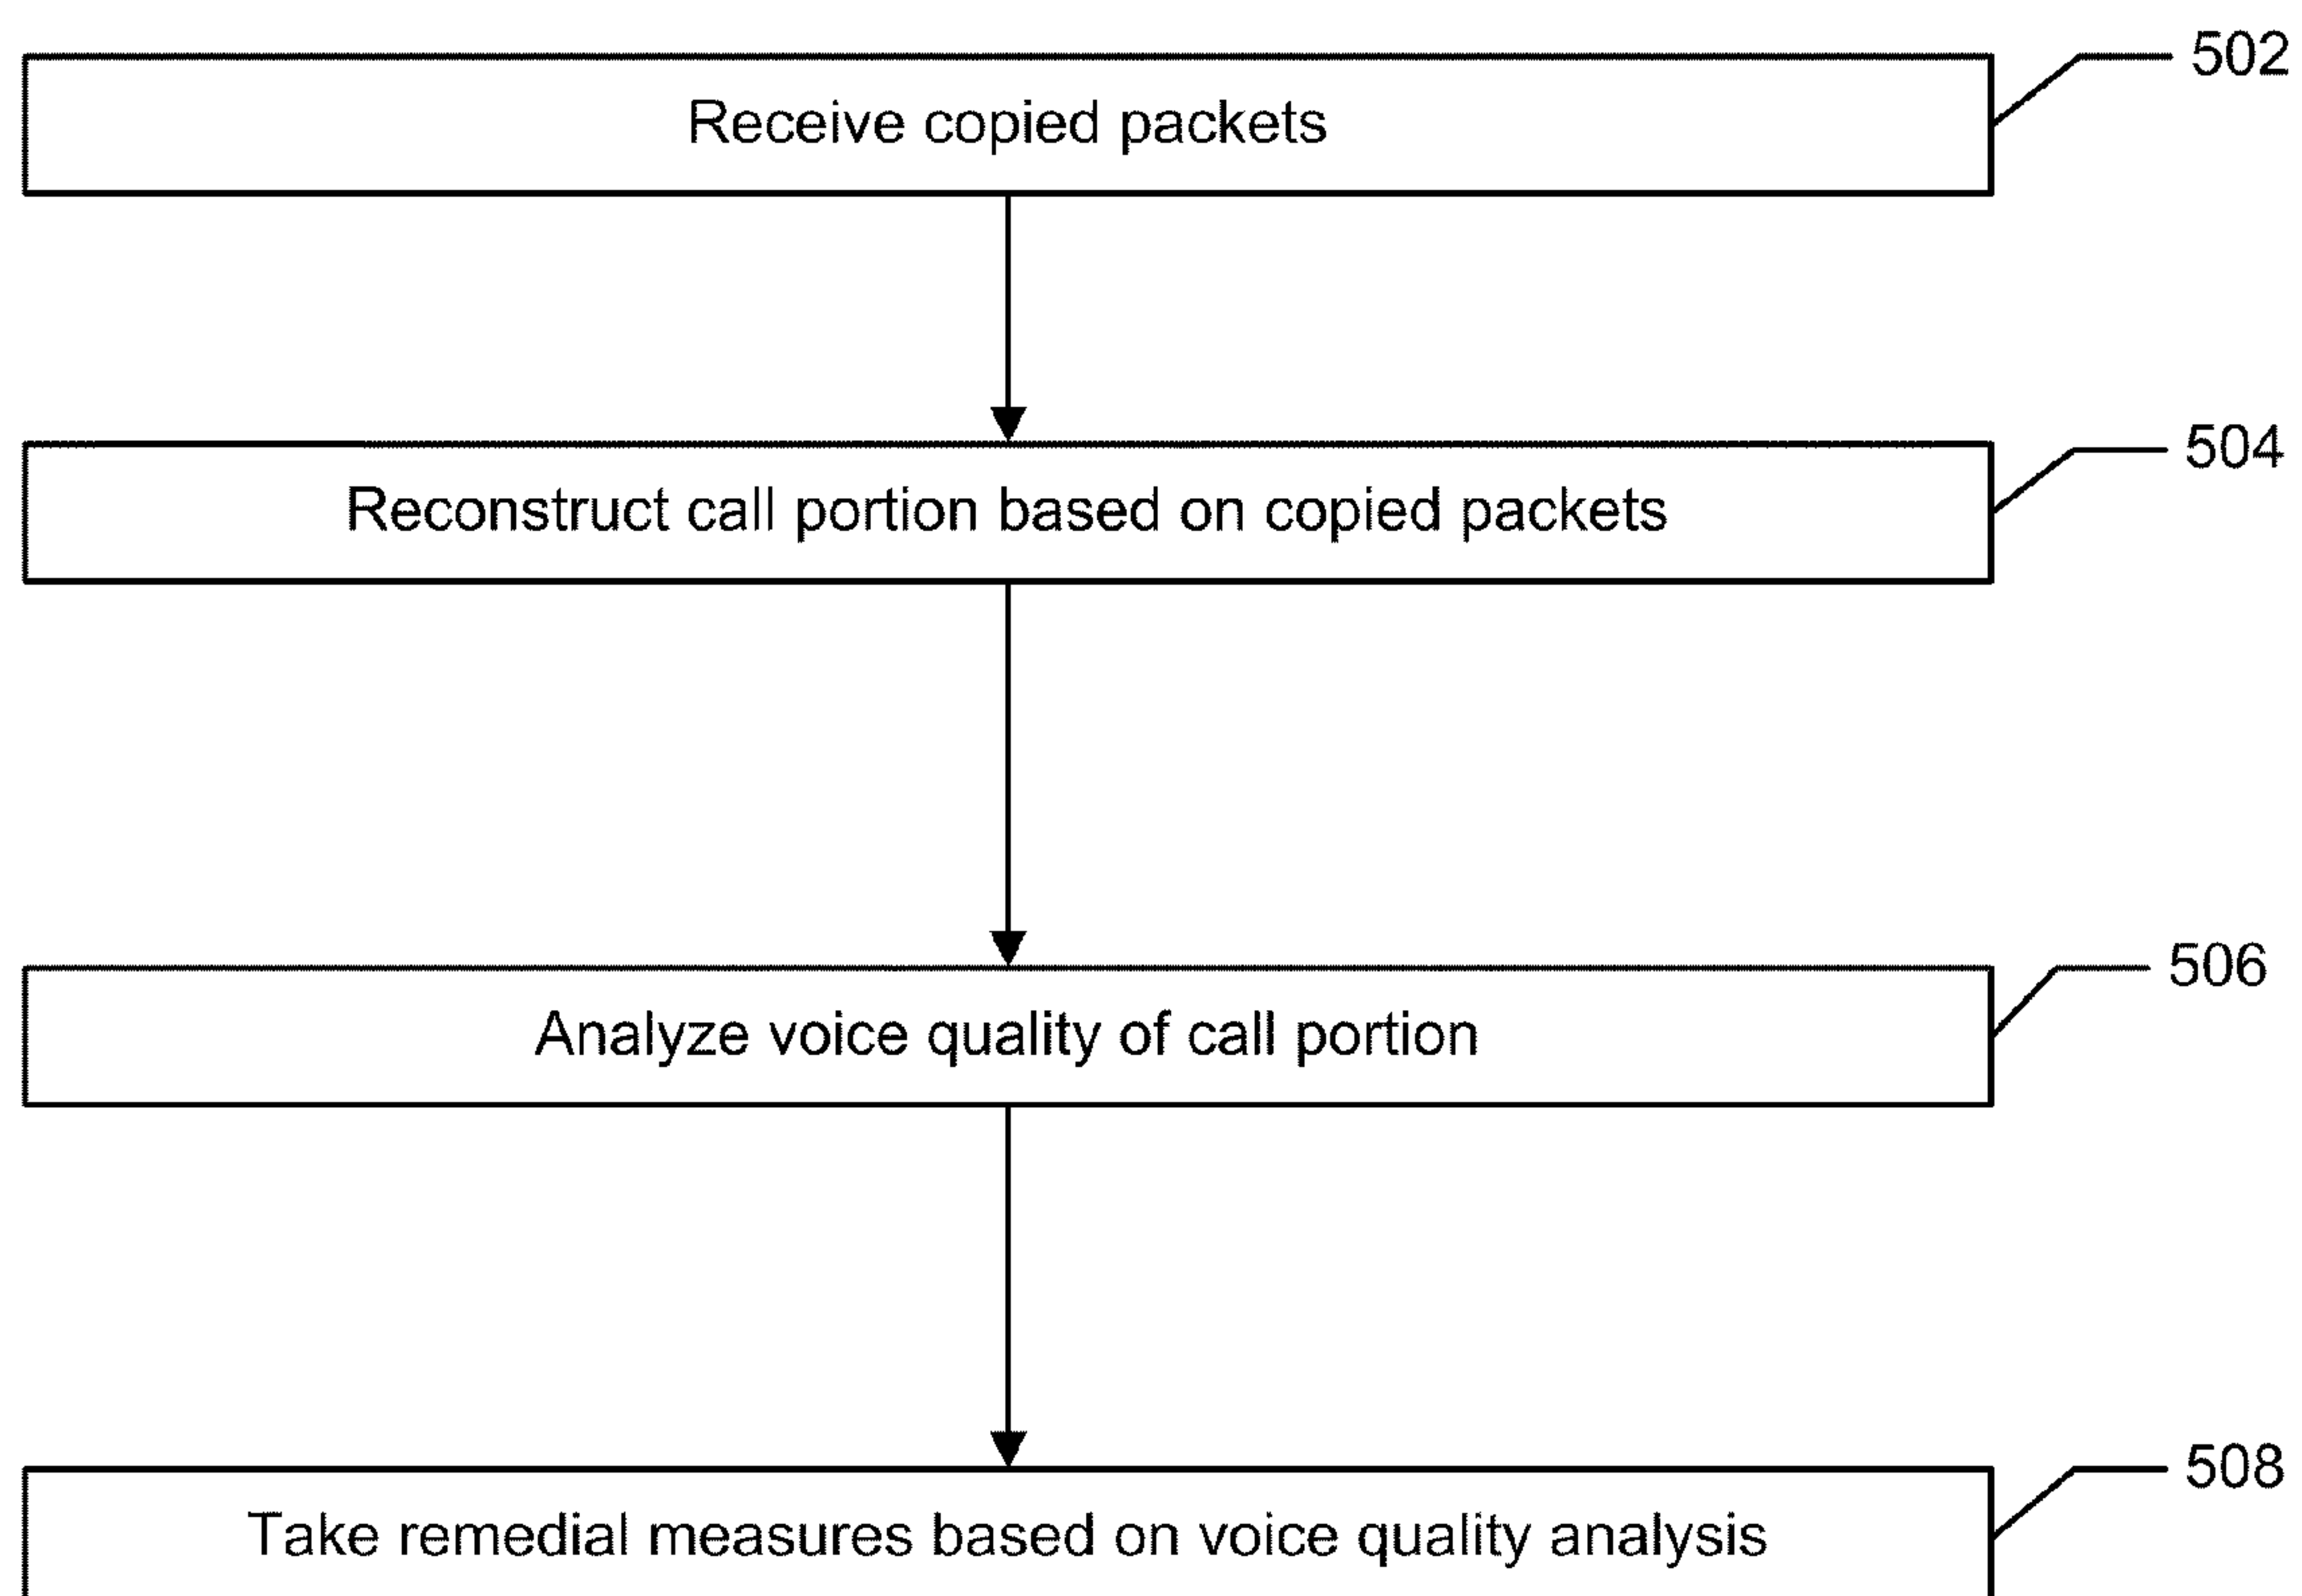 502
Receive copied packets
504
Reconstruct call portion based on copied packets
506
Analyze voice quality of call portion
508
Take remedial measures based on voice quality analysis